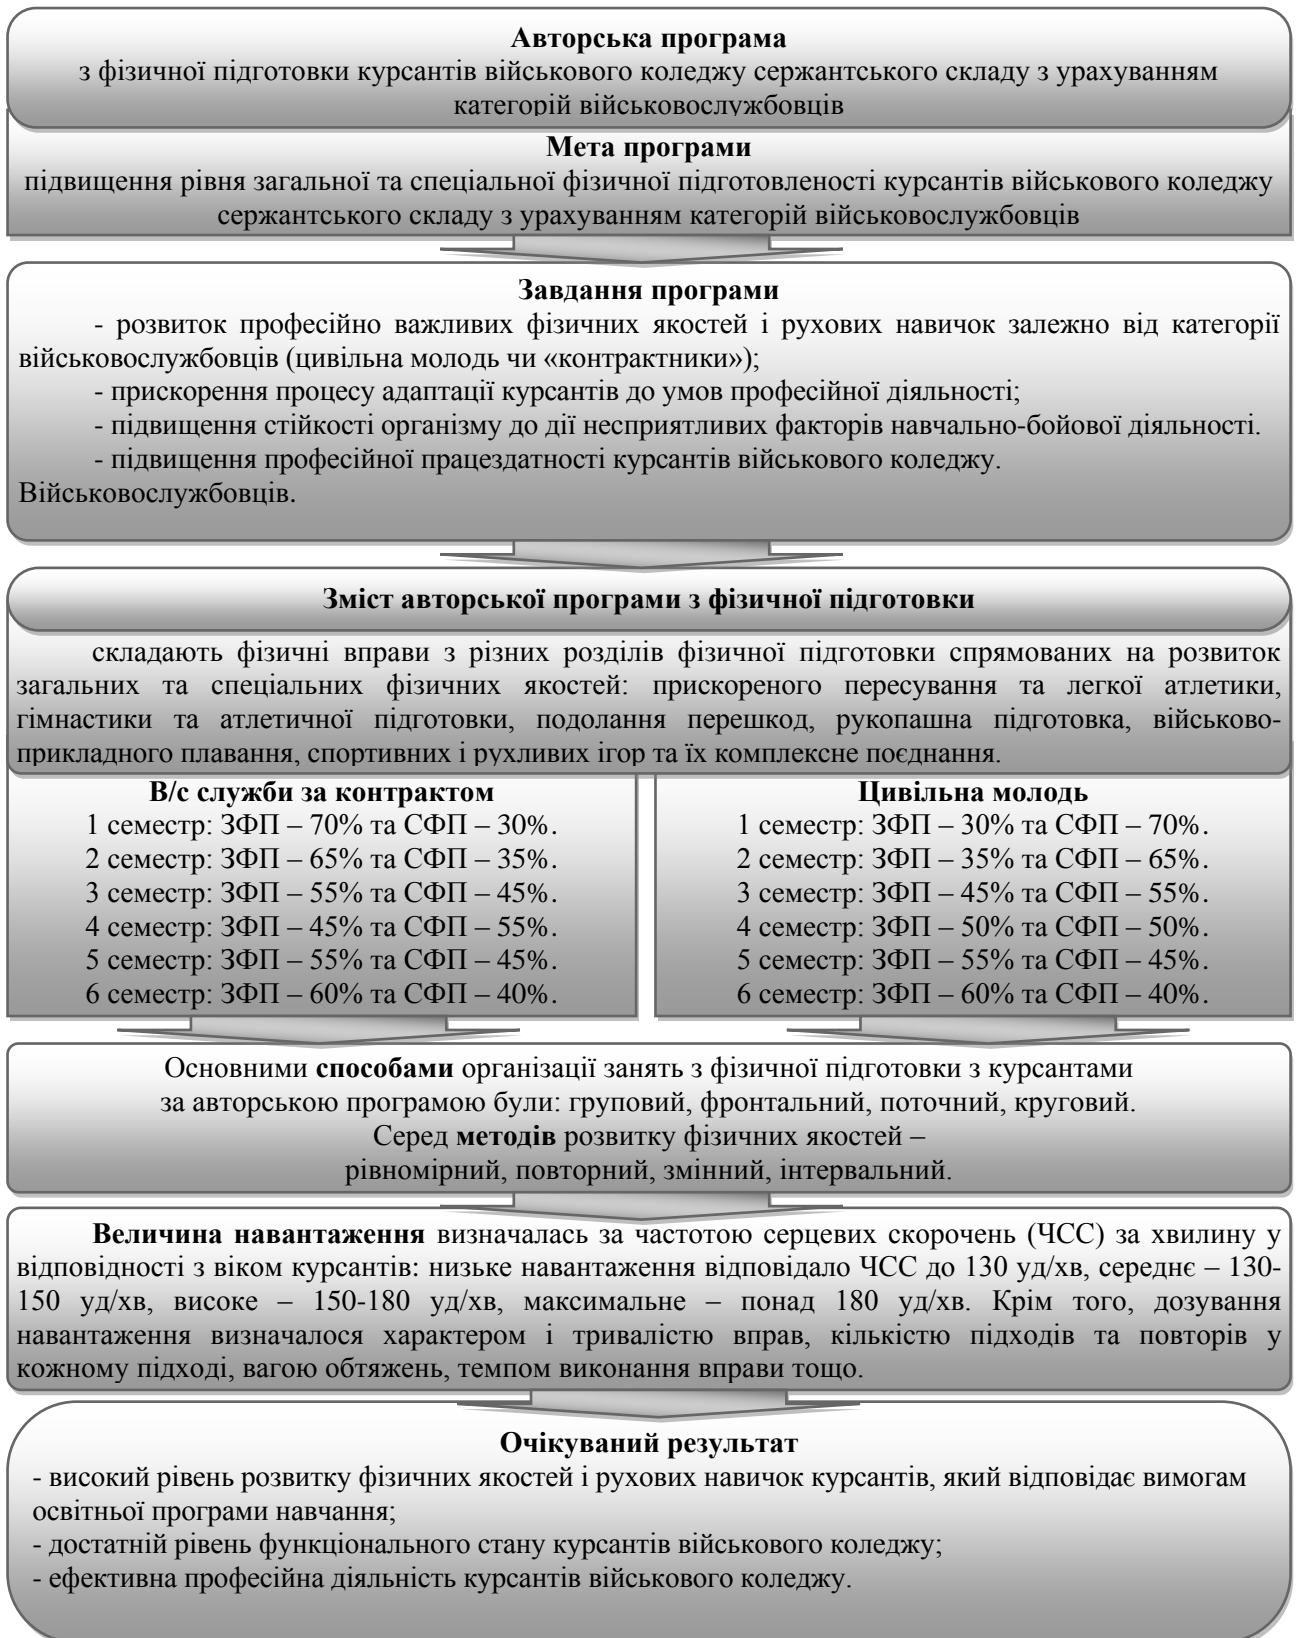 Авторська програма
з фізичної підготовки курсантів військового коледжу сержантського складу з урахуванням
категорій військовослужбовців
Мета програми
підвищення рівня загальної та спеціальної фізичної підготовленості курсантів військового коледжу
сержантського складу з урахуванням категорій військовослужбовців
Завдання програми
- розвиток професійно важливих фізичних якостей і рухових навичок залежно від категорії
військовослужбовців (цивільна молодь чи «контрактники»);
- прискорення процесу адаптації курсантів до умов професійної діяльності;
- підвищення стійкості організму до дії несприятливих факторів навчально-бойової діяльності.
- підвищення професійної працездатності курсантів військового коледжу.
Військовослужбовців.
Зміст авторської програми з фізичної підготовки
складають фізичні вправи з різних розділів фізичної підготовки спрямованих на розвиток
загальних та спеціальних фізичних якостей: прискореного пересування та легкої атлетики,
гімнастики та атлетичної підготовки, подолання перешкод, рукопашна підготовка, військово-
прикладного плавання, спортивних і рухливих ігор та їх комплексне поєднання.
В/с служби за контрактом
1 семестр: ЗФП – 70% та СФП – 30%.
2 семестр: ЗФП – 65% та СФП – 35%.
3 семестр: ЗФП – 55% та СФП – 45%.
4 семестр: ЗФП – 45% та СФП – 55%.
5 семестр: ЗФП – 55% та СФП – 45%.
6 семестр: ЗФП – 60% та СФП – 40%.
Цивільна молодь
1 семестр: ЗФП – 30% та СФП – 70%.
2 семестр: ЗФП – 35% та СФП – 65%.
3 семестр: ЗФП – 45% та СФП – 55%.
4 семестр: ЗФП – 50% та СФП – 50%.
5 семестр: ЗФП – 55% та СФП – 45%.
6 семестр: ЗФП – 60% та СФП – 40%.
Основними способами організації занять з фізичної підготовки з курсантами
за авторською програмою були: груповий, фронтальний, поточний, круговий.
Серед методів розвитку фізичних якостей –
рівномірний, повторний, змінний, інтервальний.
Величина навантаження визначалась за частотою серцевих скорочень (ЧСС) за хвилину у
відповідності з віком курсантів: низьке навантаження відповідало ЧСС до 130 уд/хв, середнє – 130-
150 уд/хв, високе – 150-180 уд/хв, максимальне – понад 180 уд/хв. Крім того, дозування
навантаження визначалося характером і тривалістю вправ, кількістю підходів та повторів у
кожному підході, вагою обтяжень, темпом виконання вправи тощо.
Очікуваний результат
- високий рівень розвитку фізичних якостей і рухових навичок курсантів, який відповідає вимогам
освітньої програми навчання;
- достатній рівень функціонального стану курсантів військового коледжу;
- ефективна професійна діяльність курсантів військового коледжу.